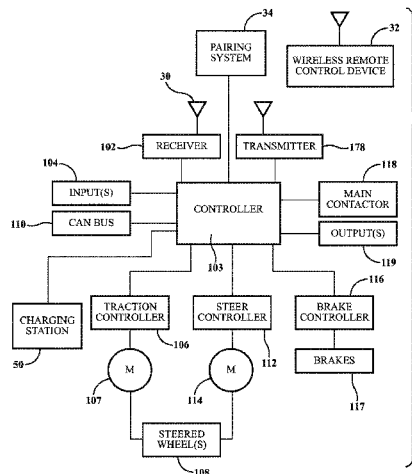 34
32
PAIRING
SYSTEM
WIRELESS REMOTE
CONTROL DEVICE
30
102
RECEIVER
TRANSMITTER
178
104
118
INPUT(S)
MAIN
CONTACTOR
CONTROLLER
110
CAN BUS
OUTPUT(S)
103
119
116
CHARGING
STATION
TRACTION
CONTROLLER
STEER
CONTROLLER
BRAKE
CONTROLLER
50
106
112
M
M
BRAKES
107
114
117
STEERED
WHEEL(S)
108